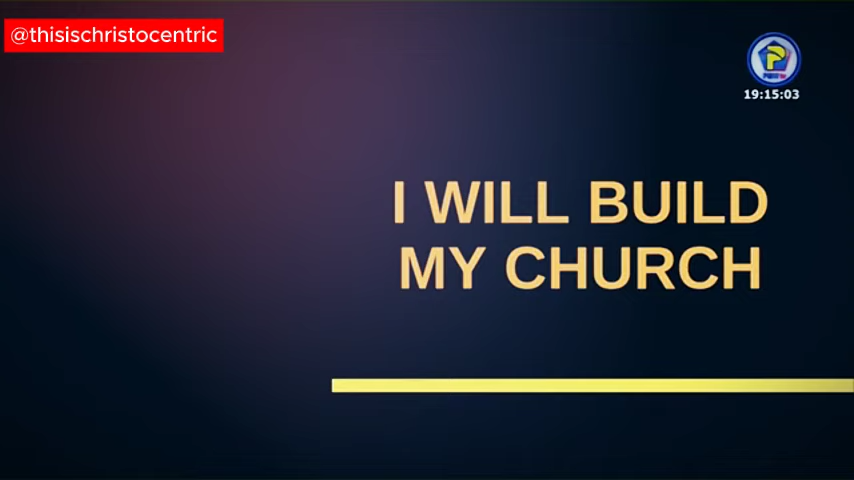 @thisischristocentric
19:15:03
I WILL BUILD
MY CHURCH